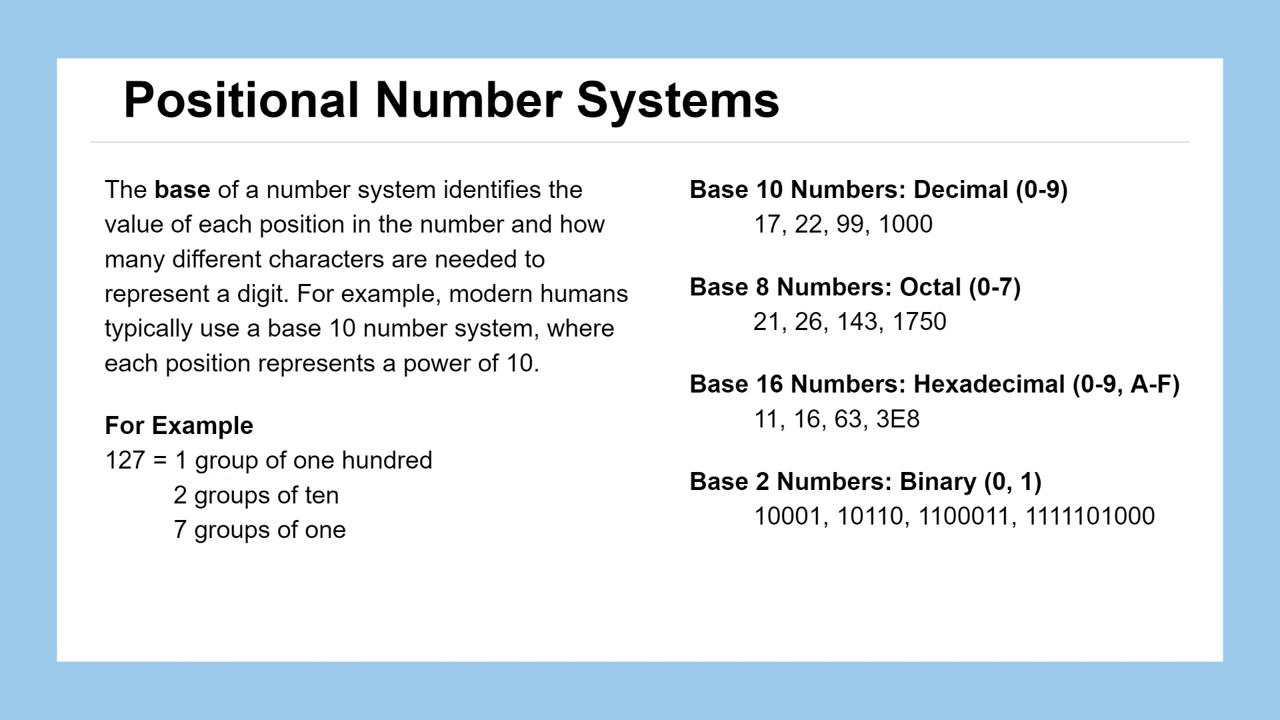 Positional Number Systems
The base of a number system identifies the
value of each position in the number and how
many different characters are needed to
represent a digit. For example, modern humans
typically use a base 10 number system, where
each position represents a power of 10.
For Example
127 = 1 group of one hundred
2 groups of ten
7 groups of one
Base 10 Numbers: Decimal (0-9)
17, 22, 99, 1000
Base 8 Numbers: Octal (0-7)
21, 26, 143, 1750
Base 16 Numbers: Hexadecimal (0-9, A-F)
11, 16, 63, 3E8
Base 2 Numbers: Binary (0, 1)
10001, 10110, 1100011, 1111101000